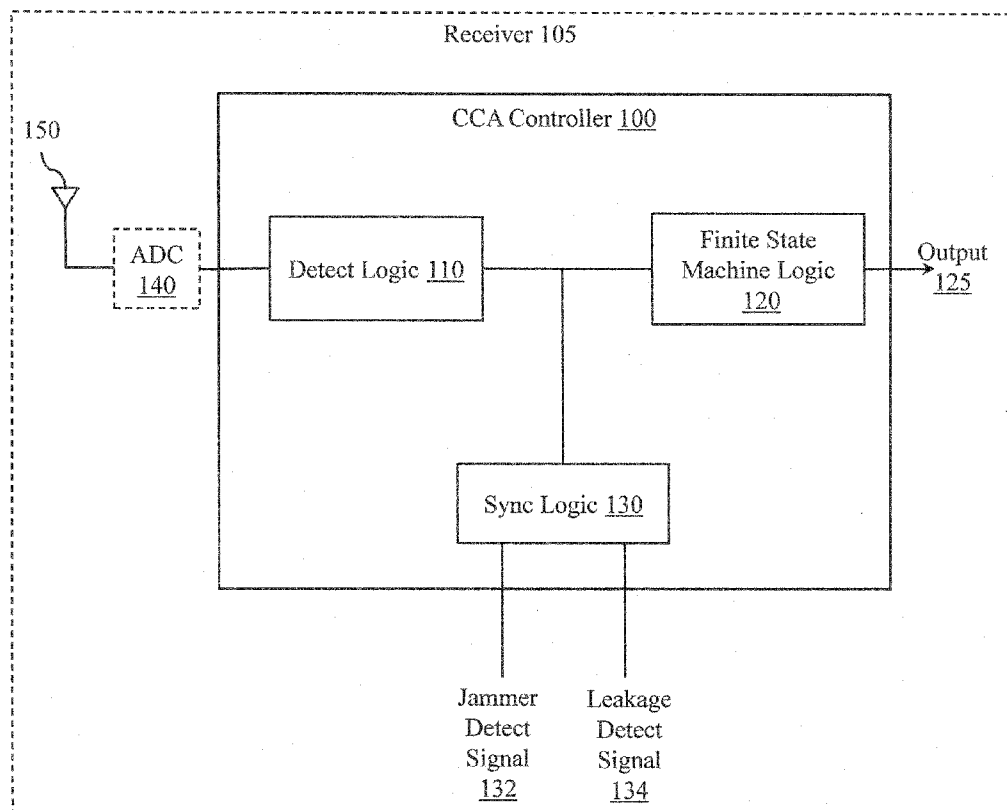 Receiver 105
CCA Controller 100
150
ADC
140
Detect Logic 110
Finite State
Machine Logic
120
Output
125
Sync Logic 130
Jammer
Detect
Signal
132
Leakage
Detect
Signal
134